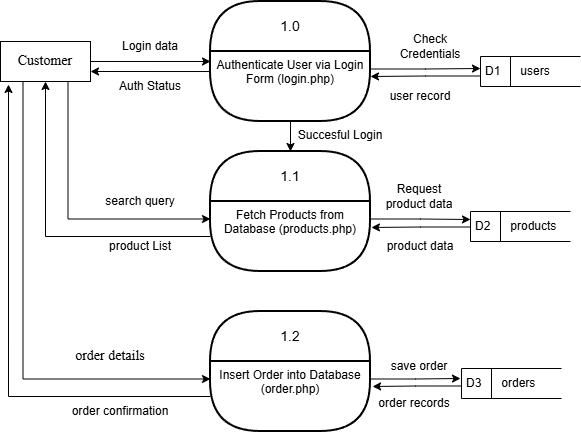 1.0
Login data
Check
Credentials
Customer
Authenticate User via Login
Form (login.php)
D1
users
Auth Status
user record
Succesful Login
1.1
Request
product data
search query
Fetch Products from
Database (products.php)
D2
products
product List
product data
1.2
order details
Insert Order into Database
(order.php)
save order
D3
orders
order confirmation
order records